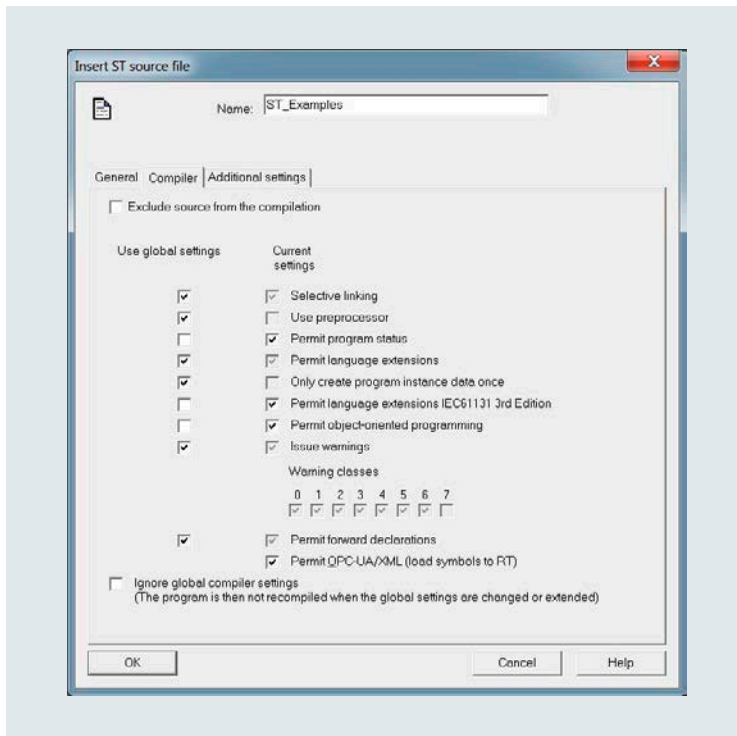 Insert ST source file
Name: ST_Examples
General Compiler Additional settings
Exclude source from the compilation
Use global settings
Current settings
Selective linking
Use preprocessor
Permit program status
Permit language extensions
Only create program instance data once
Permit language extensions IEC61131 3rd Edition
Permit object-oriented programming
Issue warnings
Warning classes
0 1 2 3 4 5 6 7
Permit forward declarations
Permit OPC-UA/XML (load symbols to RT)
Ignore global compiler settings
(The program is then not recompiled when the global settings are changed or extended)
OK Cancel Help